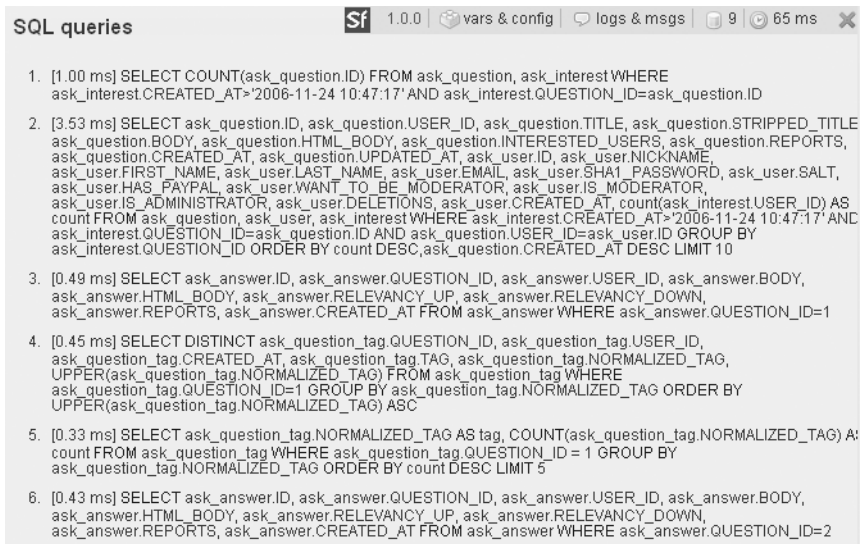 SQL queries
Sf 1.0.0 vars & config logs & msgs 9 65 ms
1. [1.00 ms] SELECT COUNT(ask_question.ID) FROM ask_question, ask_interest WHERE
ask_interest.CREATED_AT>'2006-11-24 10:47:17' AND ask_interest.QUESTION_ID=ask_question.ID
2. [3.53 ms] SELECT ask_question.ID, ask_question.USER_ID, ask_question.TITLE, ask_question.STRIPPED_TITLE
ask_question.BODY, ask_question.HTML_BODY, ask_question.INTERESTED_USERS, ask_question.REPORTS,
ask_question.CREATED_AT, ask_question.UPDATED_AT, ask_user.ID, ask_user.NICKNAME,
ask_user.FIRST_NAME, ask_user.LAST_NAME, ask_user.EMAIL, ask_user.SHA1_PASSWORD, ask_user.SALT,
ask_user.HAS_PAYPAL, ask_user.WANT_TO_BE_MODERATOR, ask_user.IS_MODERATOR,
ask_user.IS_ADMINISTRATOR, ask_user.DELETIONS, ask_user.CREATED_AT, count(ask_interest.USER_ID) AS
count FROM ask_question, ask_user, ask_interest WHERE ask_interest.CREATED_AT>'2006-11-24 10:47:17' AND
ask_interest.QUESTION_ID=ask_question.ID AND ask_question.USER_ID=ask_user.ID GROUP BY
ask_interest.QUESTION_ID ORDER BY count DESC,ask_question.CREATED_AT DESC LIMIT 10
3. [0.49 ms] SELECT ask_answer.ID, ask_answer.QUESTION_ID, ask_answer.USER_ID, ask_answer.BODY,
ask_answer.HTML_BODY, ask_answer.RELEVANCY_UP, ask_answer.RELEVANCY_DOWN,
ask_answer.REPORTS, ask_answer.CREATED_AT FROM ask_answer WHERE ask_answer.QUESTION_ID=1
4. [0.45 ms] SELECT DISTINCT ask_question_tag.QUESTION_ID, ask_question_tag.USER_ID,
ask_question_tag.CREATED_AT, ask_question_tag.TAG, ask_question_tag.NORMALIZED_TAG,
UPPER(ask_question_tag.NORMALIZED_TAG) FROM ask_question_tag WHERE
ask_question_tag.QUESTION_ID=1 GROUP BY ask_question_tag.NORMALIZED_TAG ORDER BY
UPPER(ask_question_tag.NORMALIZED_TAG) ASC
5. [0.33 ms] SELECT ask_question_tag.NORMALIZED_TAG AS tag, COUNT(ask_question_tag.NORMALIZED_TAG)
count FROM ask_question_tag WHERE ask_question_tag.QUESTION_ID = 1 GROUP BY
ask_question_tag.NORMALIZED_TAG ORDER BY count DESC LIMIT 5
6. [0.43 ms] SELECT ask_answer.ID, ask_answer.QUESTION_ID, ask_answer.USER_ID, ask_answer.BODY,
ask_answer.HTML_BODY, ask_answer.RELEVANCY_UP, ask_answer.RELEVANCY_DOWN,
ask_answer.REPORTS, ask_answer.CREATED_AT FROM ask_answer WHERE ask_answer.QUESTION_ID=2